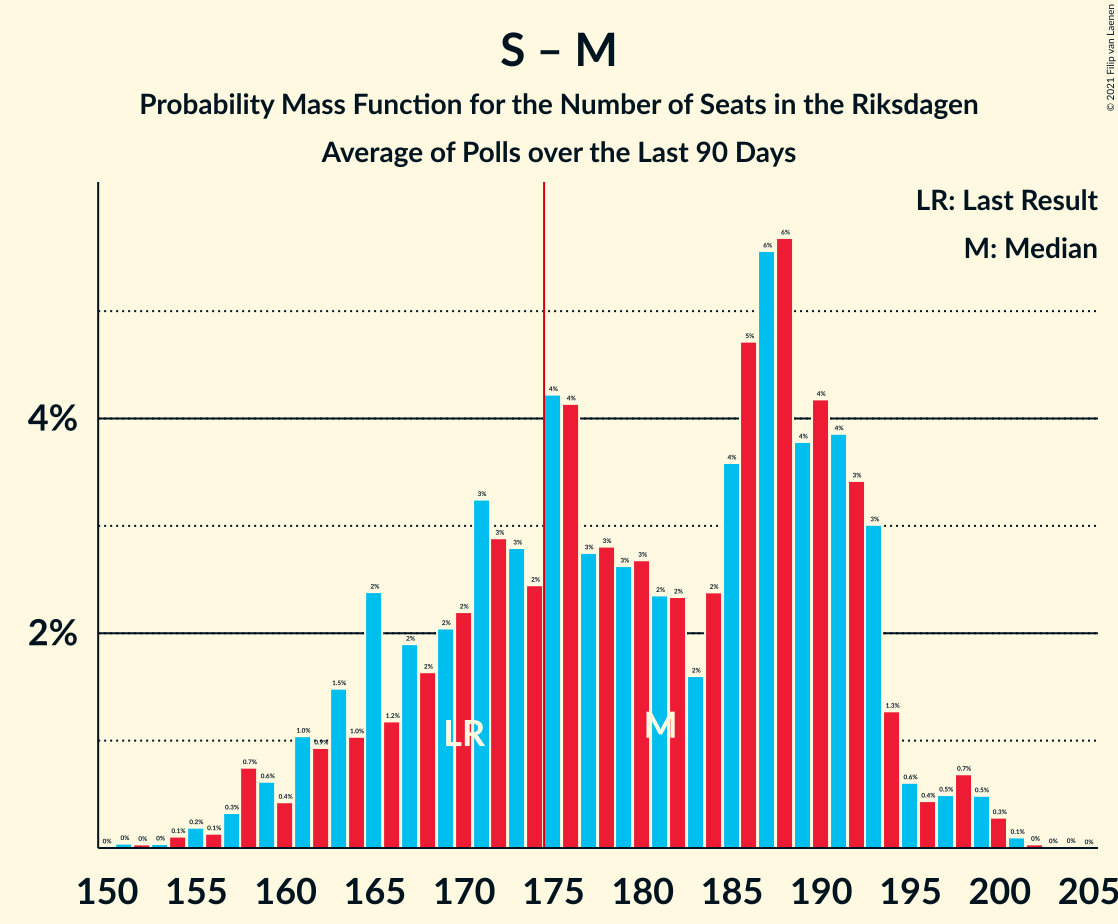 © 2021 Filip van Laenen
S – M
Probability Mass Function for the Number of Seats in the Riksdagen
Average of Polls over the Last 90 Days
LR: Last Result
M: Median
4%
2%
0% 0% 0% 0% 0.1% 0.2% 0.1% 0.3% 0.7% 0.6% 0.4% 1.0% 0.9% 1.5% 1.0% 2% 1.2% 2% 2% 2% 2% 3% 3% 3% 2% 4% 4% 3% 3% 3% 3% 2% 2% 2% 2% 4% 5% 6% 6% 4% 4% 4% 3% 3% 1.3% 0.6% 0.4% 0.5% 0.7% 0.5% 0.3% 0.1% 0% 0% 0% 0%
LR M
150 155 160 165 170 175 180 185 190 195 200 205